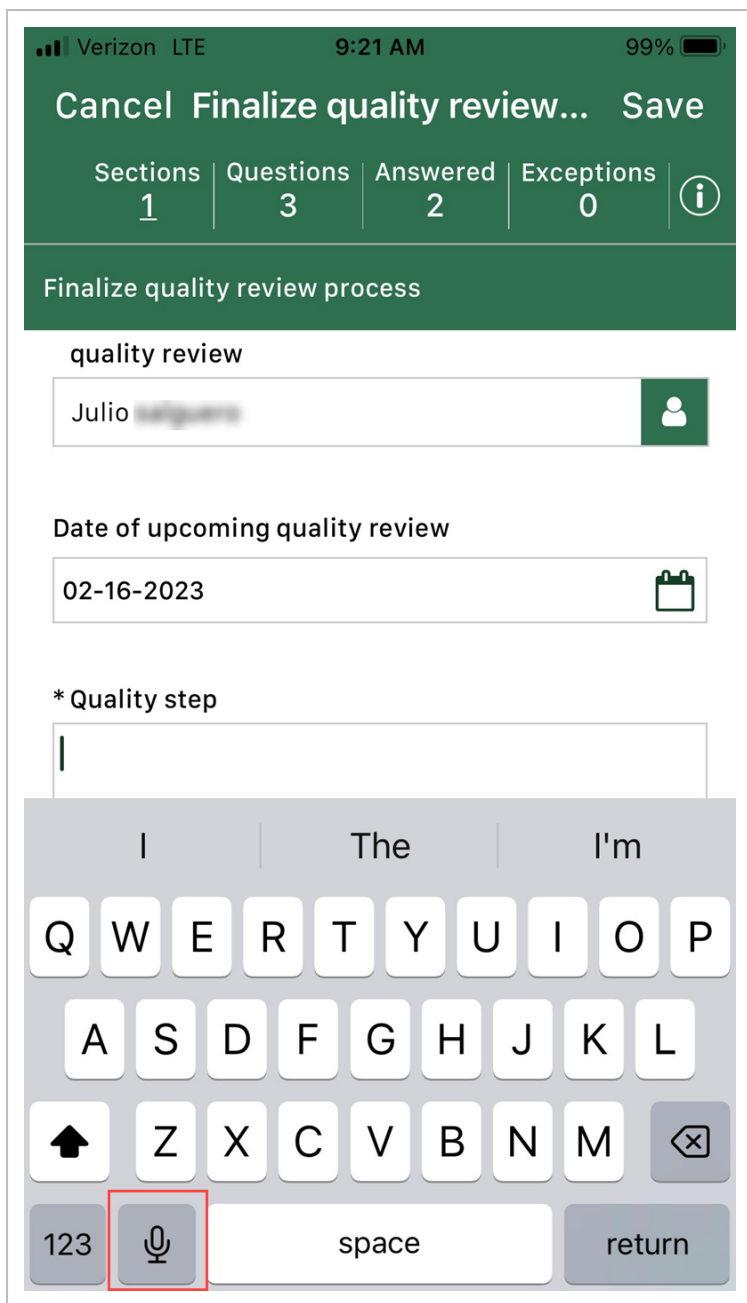 Verizon LTE 9:21 AM 99%
Cancel Finalize quality review... Save
Sections Questions Answered Exceptions
1 3 2 0
Finalize quality review process
quality review
Julio
Date of upcoming quality review
02-16-2023
* Quality step
I The I'm
Q W E R T Y U I O P
A S D F G H J K L
Z X C V B N M
123 space return